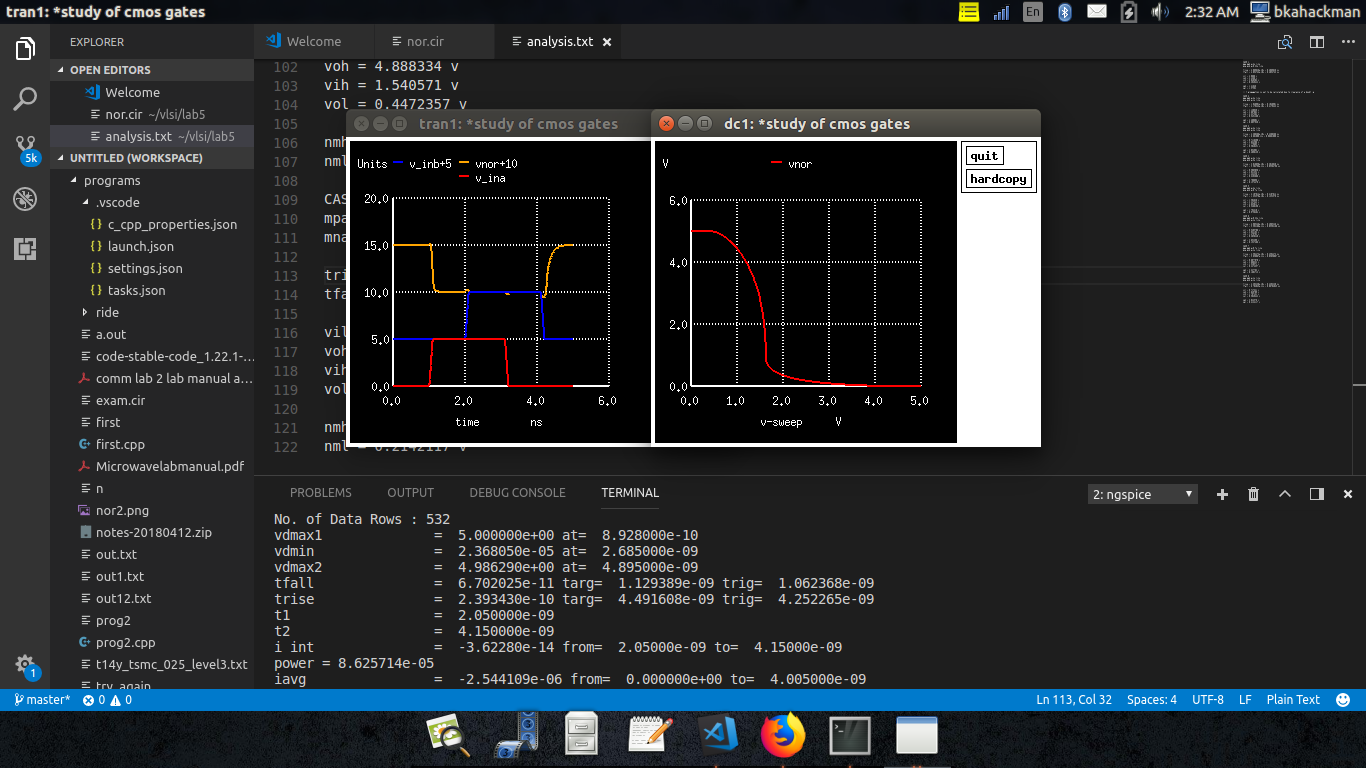 tran1: *study of cmos gates
En
2:32 AM
bkahackman
EXPLORER
OPEN EDITORS
Welcome
nor.cir ~/vlsi/lab5
analysis.txt ~/vlsi/lab5
5k
UNTITLED (WORKSPACE)
programs
.vscode
{} c_cpp_properties.json
{} launch.json
{} settings.json
{} tasks.json
ride
a.out
code-stable-code_1.22.1-...
comm lab 2 lab manual a...
exam.cir
first
first.cpp
Microwavelabmanual.pdf
n
nor2.png
notes-20180412.zip
out.txt
out1.txt
out12.txt
prog2
prog2.cpp
t14y_tsmc_025_level3.txt
try_again
1
Welcome
nor.cir
analysis.txt
102 voh = 4.888334 v
103 vih = 1.540571 v
104 vol = 0.4472357 v
105
106 nmh
107 nml
108
109 CAS
110 mpa
111 mna
112
113 tri
114 tfa
115
116 vil
117 voh
118 vih
119 vol
120
121 nmh
122 nml = 0.2142117 v
tran1: *study of cmos gates
Units v_inb+5 vnor+10
v_ina
20.0
15.0
10.0
5.0
0.0
0.0 2.0 4.0 6.0
time ns
dc1: *study of cmos gates
V vnor
6.0
4.0
2.0
0.0
0.0 1.0 2.0 3.0 4.0 5.0
v-sweep V
quit
hardcopy
PROBLEMS OUTPUT DEBUG CONSOLE TERMINAL
2: ngspice
No. of Data Rows : 532
vdmax1 = 5.000000e+00 at= 8.928000e-10
vdmin = 2.368050e-05 at= 2.685000e-09
vdmax2 = 4.986290e+00 at= 4.895000e-09
tfall = 6.702025e-11 targ= 1.129389e-09 trig= 1.062368e-09
trise = 2.393430e-10 targ= 4.491608e-09 trig= 4.252265e-09
t1 = 2.050000e-09
t2 = 4.150000e-09
i int = -3.62280e-14 from= 2.05000e-09 to= 4.15000e-09
power = 8.625714e-05
iavg = -2.544109e-06 from= 0.000000e+00 to= 4.005000e-09
master*
0
0
Ln 113, Col 32
Spaces: 4
UTF-8
LF
Plain Text